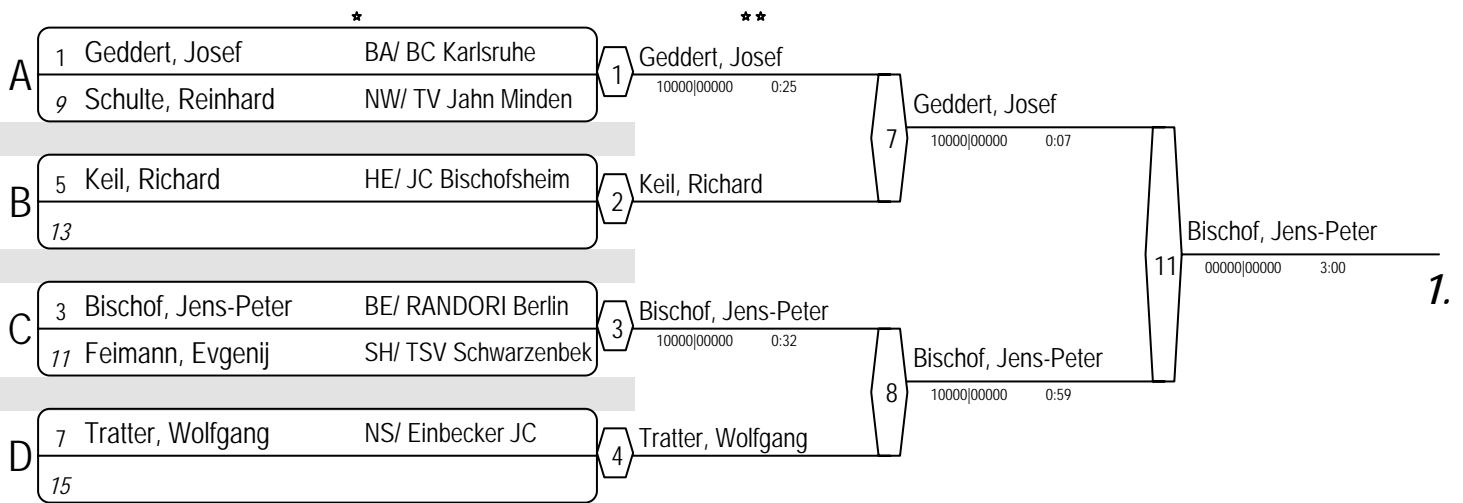 * **
A 1 Geddert, Josef BA/ BC Karlsruhe
9 Schulte, Reinhard NW/ TV Jahn Minden
1 Geddert, Josef
10000|00000 0:25
B 5 Keil, Richard HE/ JC Bischofsheim
13
2 Keil, Richard
7 Geddert, Josef
10000|00000 0:07
C 3 Bischof, Jens-Peter BE/ RANDORI Berlin
11 Feimann, Evgenij SH/ TSV Schwarzenbek
3 Bischof, Jens-Peter
10000|00000 0:32
D 7 Tratter, Wolfgang NS/ Einbecker JC
15
4 Tratter, Wolfgang
8 Bischof, Jens-Peter
10000|00000 0:59
11 Bischof, Jens-Peter
00000|00000 3:00
1.